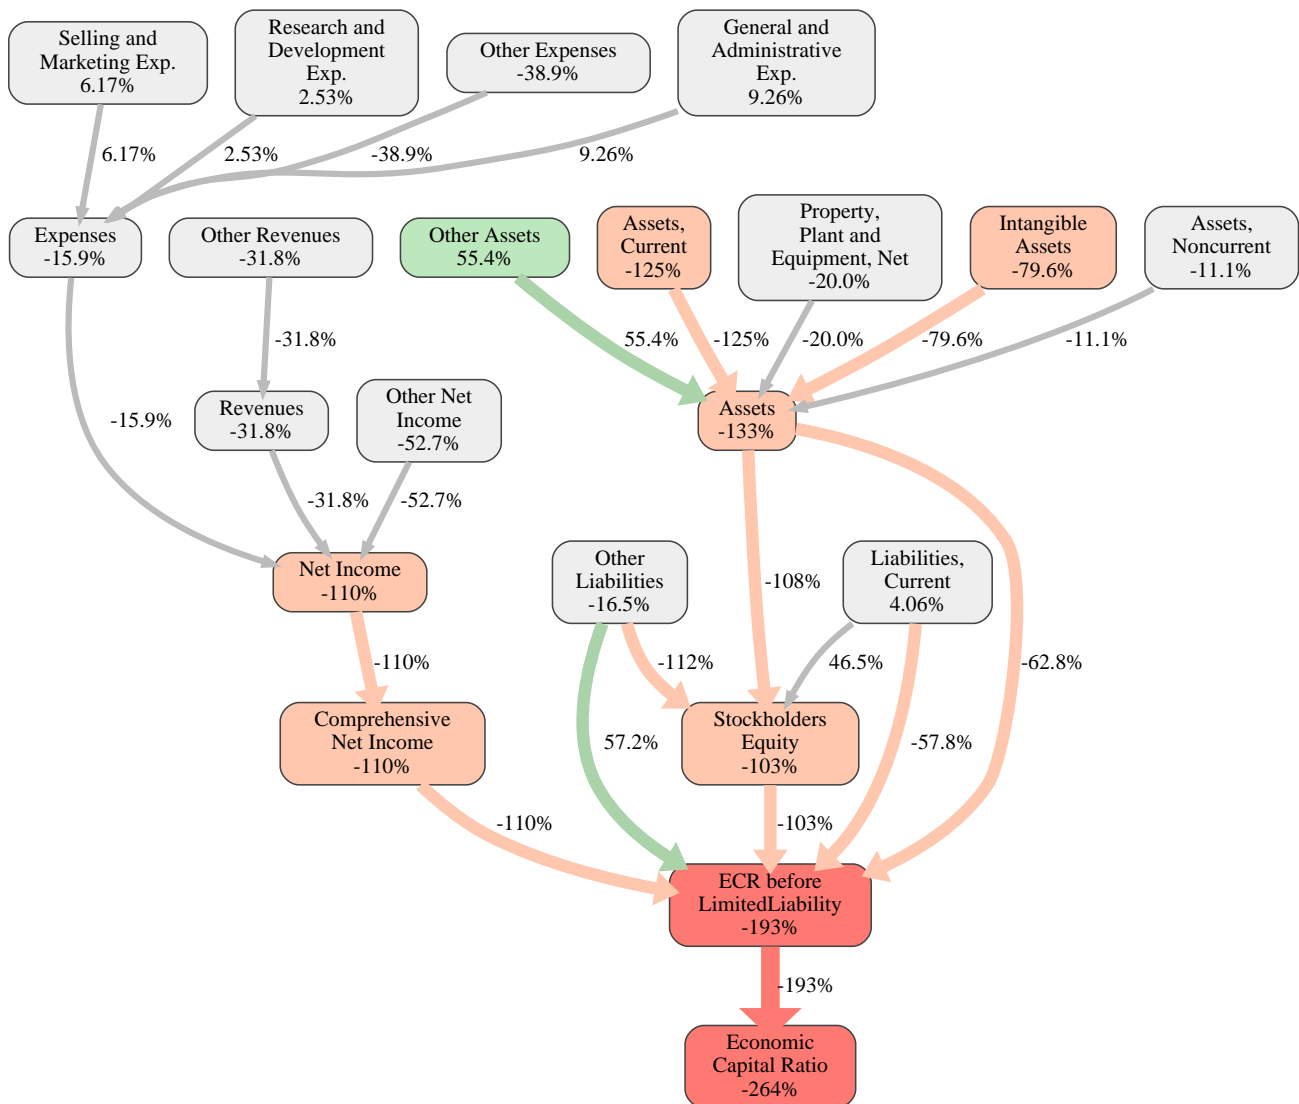 Selling and
Marketing Exp.
6.17%
Research and
Development
Exp.
2.53%
Other Expenses
-38.9%
General and
Administrative
Exp.
9.26%
6.17%
2.53%
-38.9%
9.26%
Expenses
-15.9%
Other Revenues
-31.8%
Other Assets
55.4%
Assets,
Current
-125%
Property,
Plant and
Equipment, Net
-20.0%
Intangible
Assets
-79.6%
Assets,
Noncurrent
-11.1%
-31.8%
55.4%
-125%
-20.0%
-79.6%
-11.1%
-15.9%
Revenues
-31.8%
Other Net
Income
-52.7%
Assets
-133%
-31.8%
-52.7%
Net Income
-110%
Other
Liabilities
-16.5%
-108%
Liabilities,
Current
4.06%
-110%
-112%
46.5%
-62.8%
Comprehensive
Net Income
-110%
57.2%
Stockholders
Equity
-103%
-57.8%
-110%
-103%
ECR before
LimitedLiability
-193%
-193%
Economic
Capital Ratio
-264%